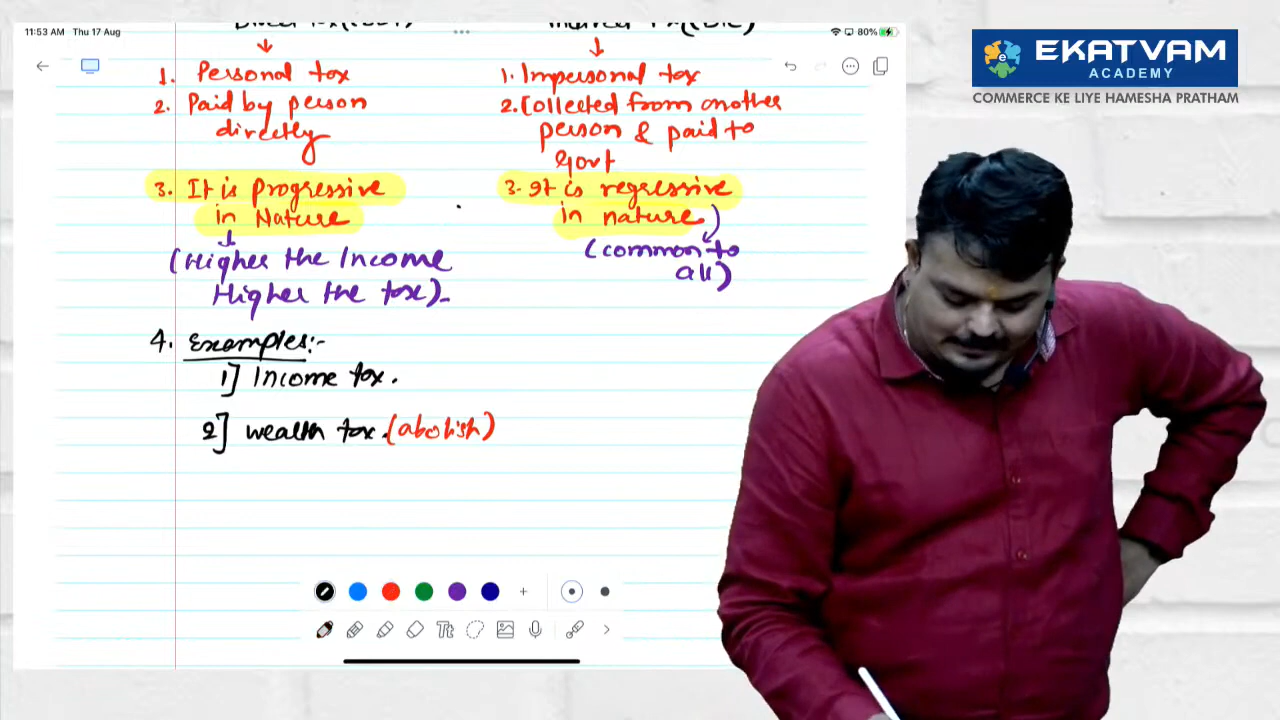 11:53 AM Thu 17 Aug
80%
EKATVAM
ACADEMY
COMMERCE KE LIYE HAMESHA PRATHAM
1. Personal tax
2. Paid by person
directly
3. It is progressive
in Nature
(Higher the Income
Higher the tax).
4. Examples:-
1] Income tax.
2] wealth tax. (abolish)
1. Impersonal tax
2. Collected from another
person & paid to
Govt
3. It is regressive
in nature
(common to
all)
Tt